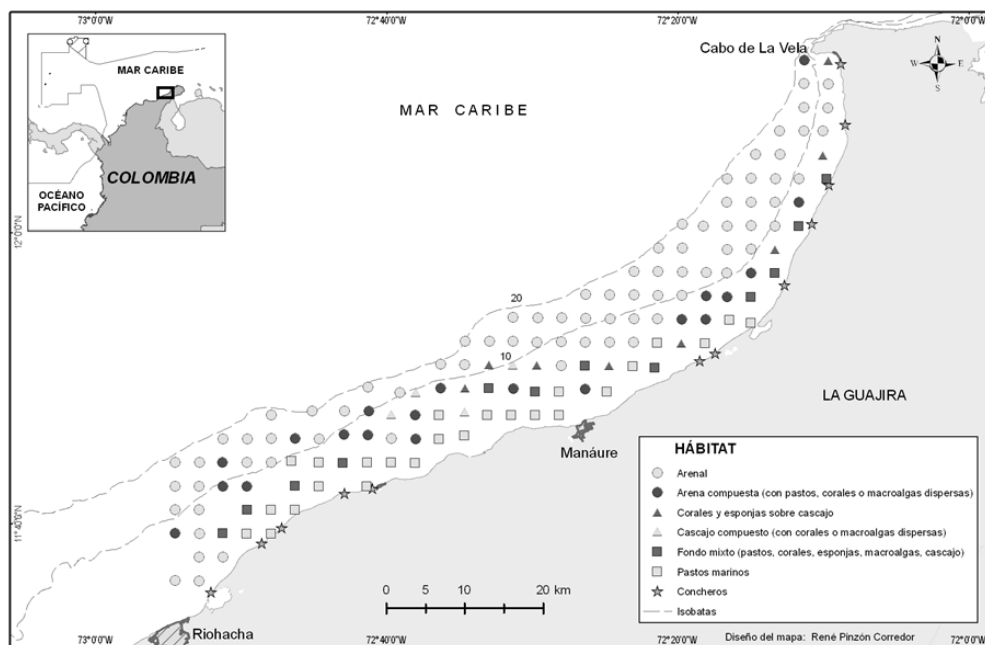 73°0'0"W
72°40'0"W
72°20'0"W
72°0'0"W
MAR CARIBE
COLOMBIA
OCÉANO
PACÍFICO
MAR CARIBE
Cabo de La Vela
N
W
E
S
12°0'0"N
20
10
LA GUAJIRA
Manáure
11°40'0"N
Riohacha
0 5 10 20 km
HÁBITAT
Arenal
Arena compuesta (con pastos, corales o macroalgas dispersas)
Corales y esponjas sobre cascajo
Cascajo compuesto (con corales o macroalgas dispersas)
Fondo mixto (pastos, corales, esponjas, macroalgas, cascajo)
Pastos marinos
Concheros
Isobatas
Diseño del mapa: René Pinzón Corredor
73°0'0"W
72°40'0"W
72°20'0"W
72°0'0"W